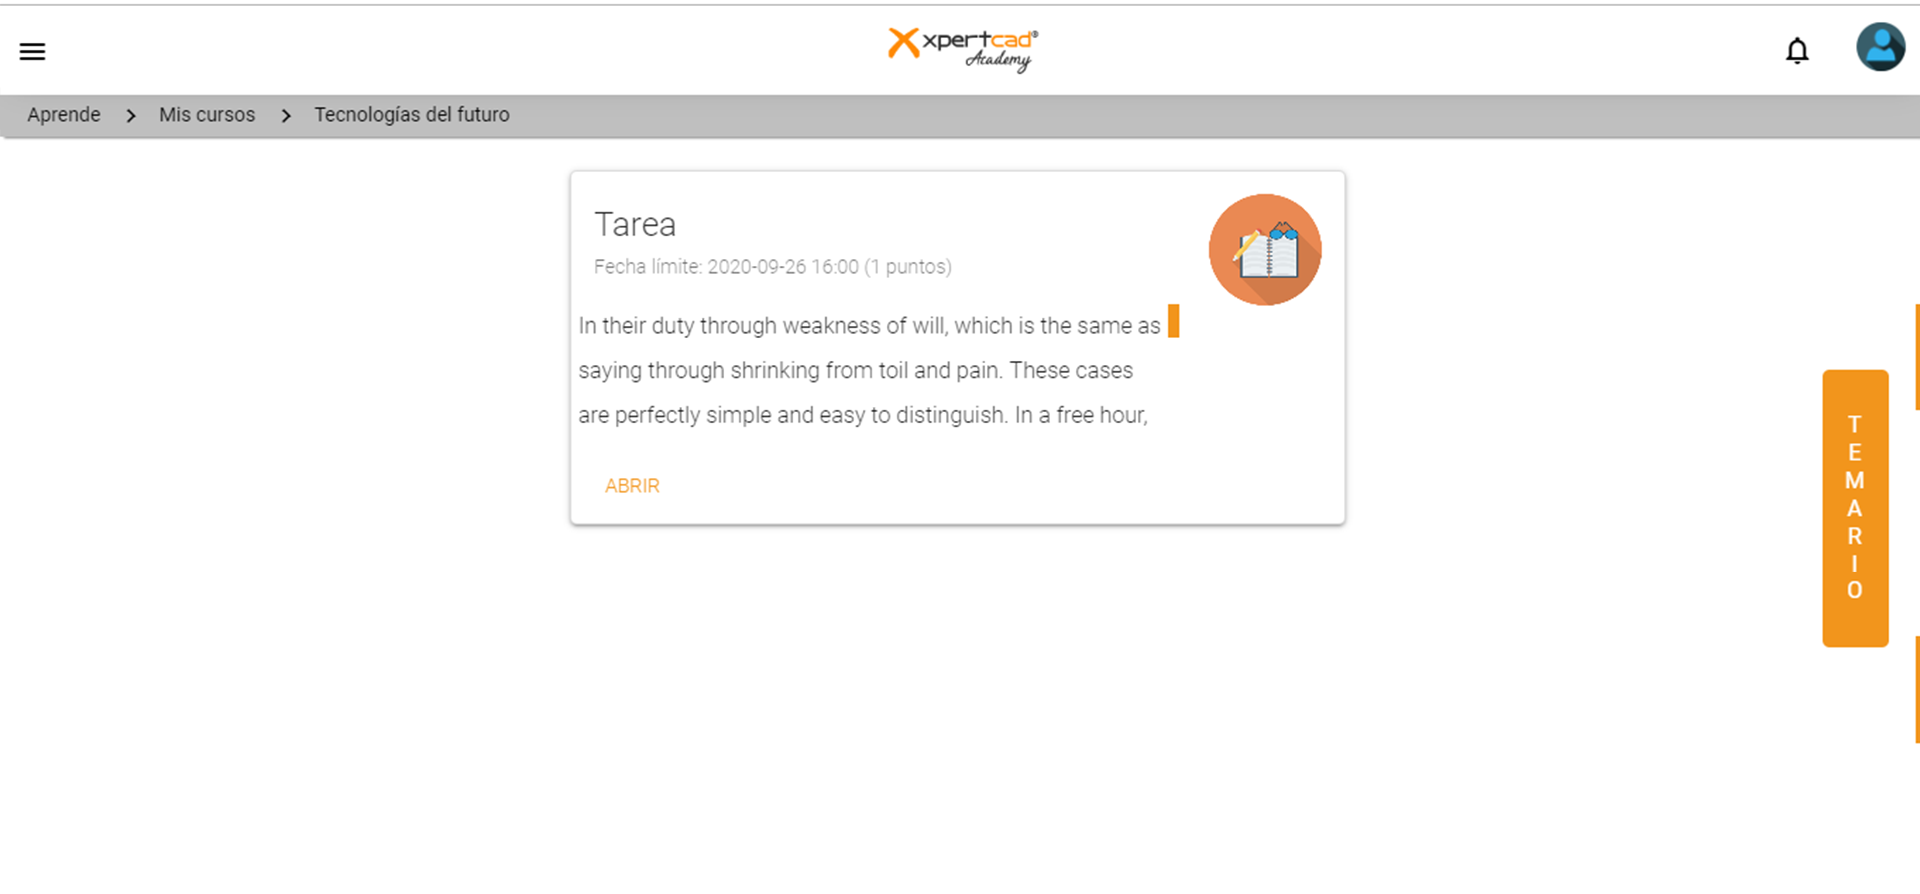 xpertcad®
Academy
Aprende > Mis cursos > Tecnologías del futuro
Tarea
Fecha límite: 2020-09-26 16:00 (1 puntos)
In their duty through weakness of will, which is the same as
saying through shrinking from toil and pain. These cases
are perfectly simple and easy to distinguish. In a free hour,
ABRIR
TEMARIO